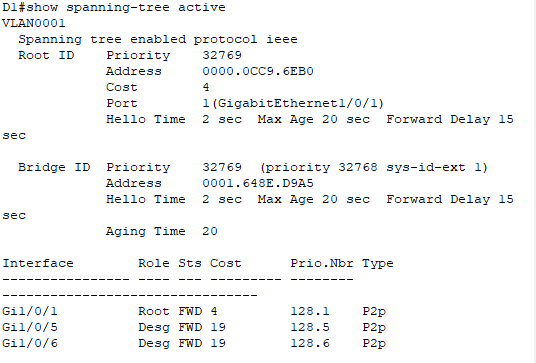 D1#show spanning-tree active
VLAN0001
  Spanning tree enabled protocol ieee
  Root ID    Priority    32769
             Address     0000.0CC9.6EB0
             Cost        4
             Port        1(GigabitEthernet1/0/1)
             Hello Time  2 sec  Max Age 20 sec  Forward Delay 15
sec

  Bridge ID  Priority    32769  (priority 32768 sys-id-ext 1)
             Address     0001.648E.D9A5
             Hello Time  2 sec  Max Age 20 sec  Forward Delay 15
sec
             Aging Time  20

Interface        Role Sts Cost      Prio.Nbr Type
---------------- ---- --- --------- --------
--------------------------------
Gi1/0/1          Root FWD 4         128.1    P2p
Gi1/0/5          Desg FWD 19        128.5    P2p
Gi1/0/6          Desg FWD 19        128.6    P2p